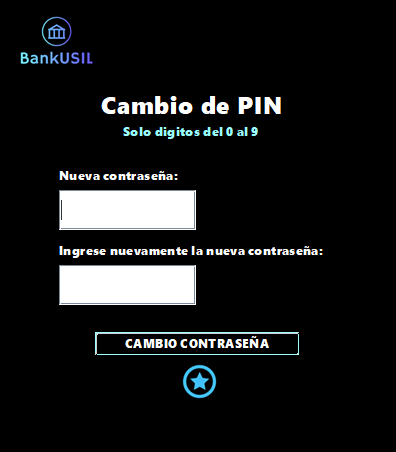 BankUSIL
Cambio de PIN
Solo digitos del 0 al 9
Nueva contraseña:
Ingrese nuevamente la nueva contraseña:
CAMBIO CONTRASEÑA